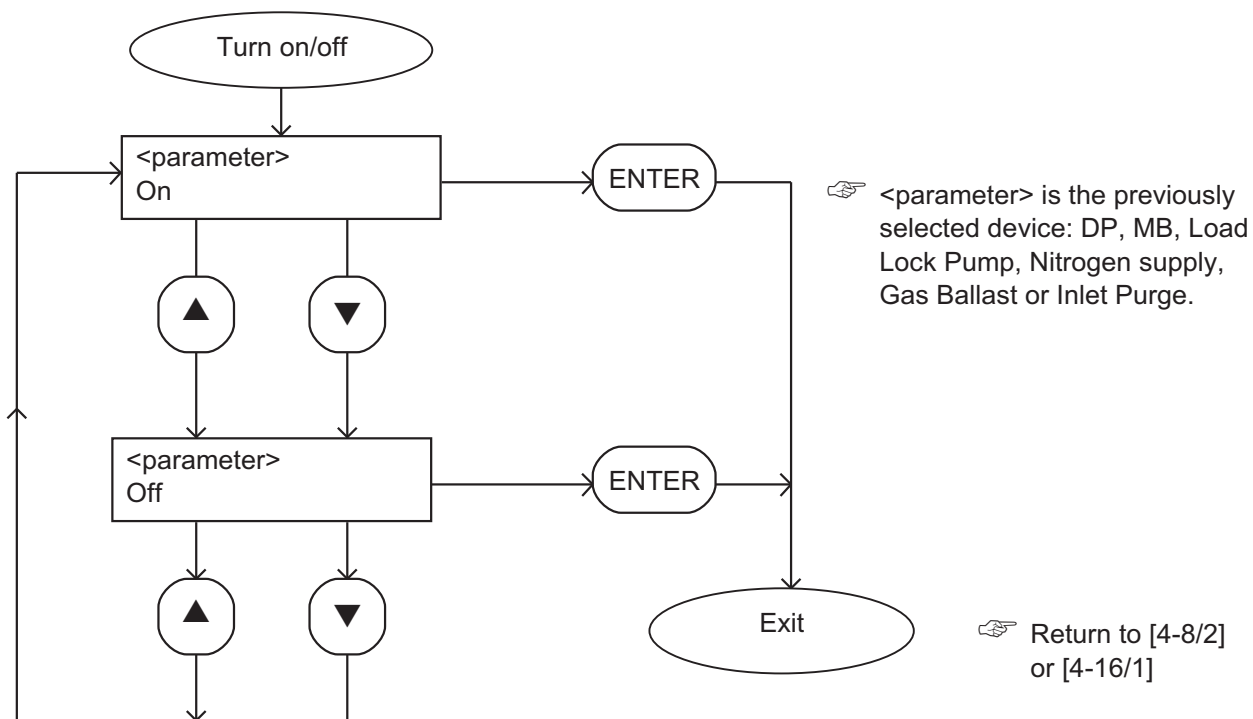 Turn on/off
<parameter>
On
ENTER
☞ <parameter> is the previously
selected device: DP, MB, Load
Lock Pump, Nitrogen supply,
Gas Ballast or Inlet Purge.
▲
▼
<parameter>
Off
ENTER
▲
▼
Exit
☞ Return to [4-8/2]
or [4-16/1]